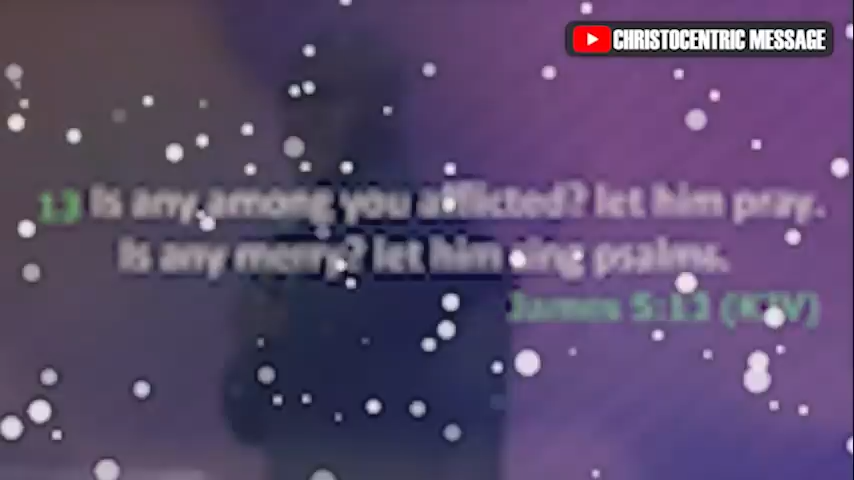 CHRISTOCENTRIC MESSAGE
13 Is any among you afflicted? let him pray.
Is any merry? let him sing psalms.
James 5:13 (KJV)